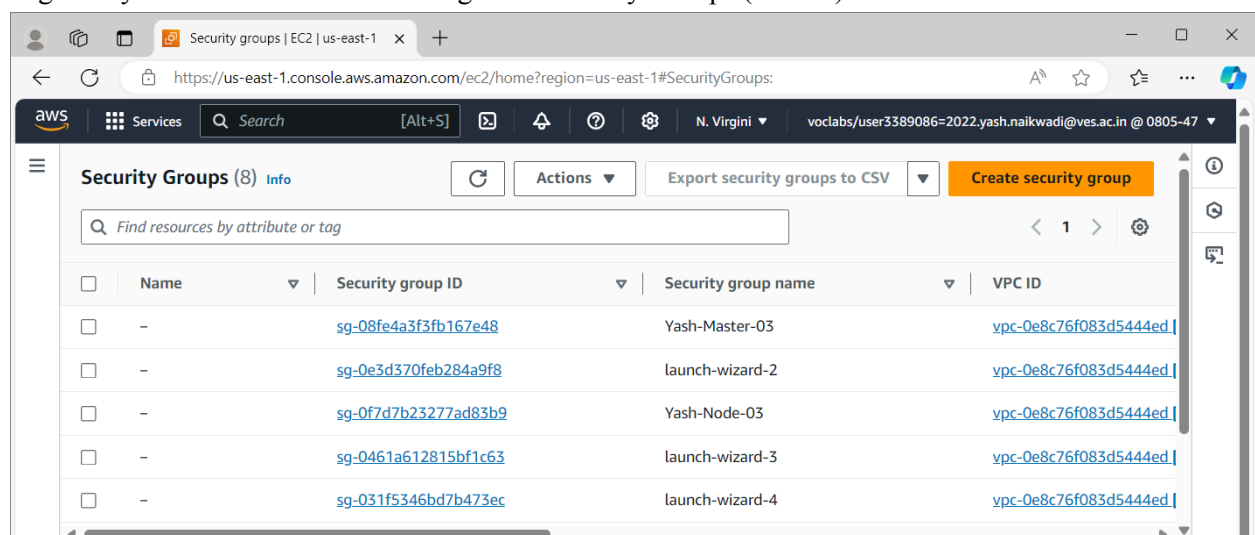 Security groups | EC2 | us-east-1
https://us-east-1.console.aws.amazon.com/ec2/home?region=us-east-1#SecurityGroups:
aws Services Search [Alt+S] N. Virgini voclabs/user3389086=2022.yash.naikwadi@ves.ac.in @ 0805-47
Security Groups (8) Info Actions Export security groups to CSV Create security group
Find resources by attribute or tag 1
Name Security group ID Security group name VPC ID
– sg-08fe4a3f3fb167e48 Yash-Master-03 vpc-0e8c76f083d5444ed
– sg-0e3d370feb284a9f8 launch-wizard-2 vpc-0e8c76f083d5444ed
– sg-0f7d7b23277ad83b9 Yash-Node-03 vpc-0e8c76f083d5444ed
– sg-0461a612815bf1c63 launch-wizard-3 vpc-0e8c76f083d5444ed
– sg-031f5346bd7b473ec launch-wizard-4 vpc-0e8c76f083d5444ed